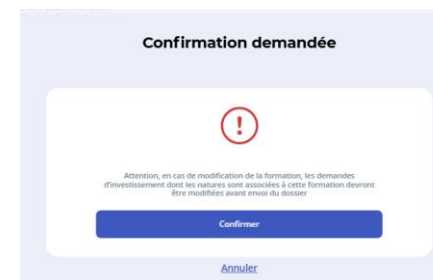 Confirmation demandée
Attention, en cas de modification de la formation, les demandes
d'investissement dont les natures sont associées à cette formation devront
être modifiées avant envoi du dossier
Confirmer
Annuler